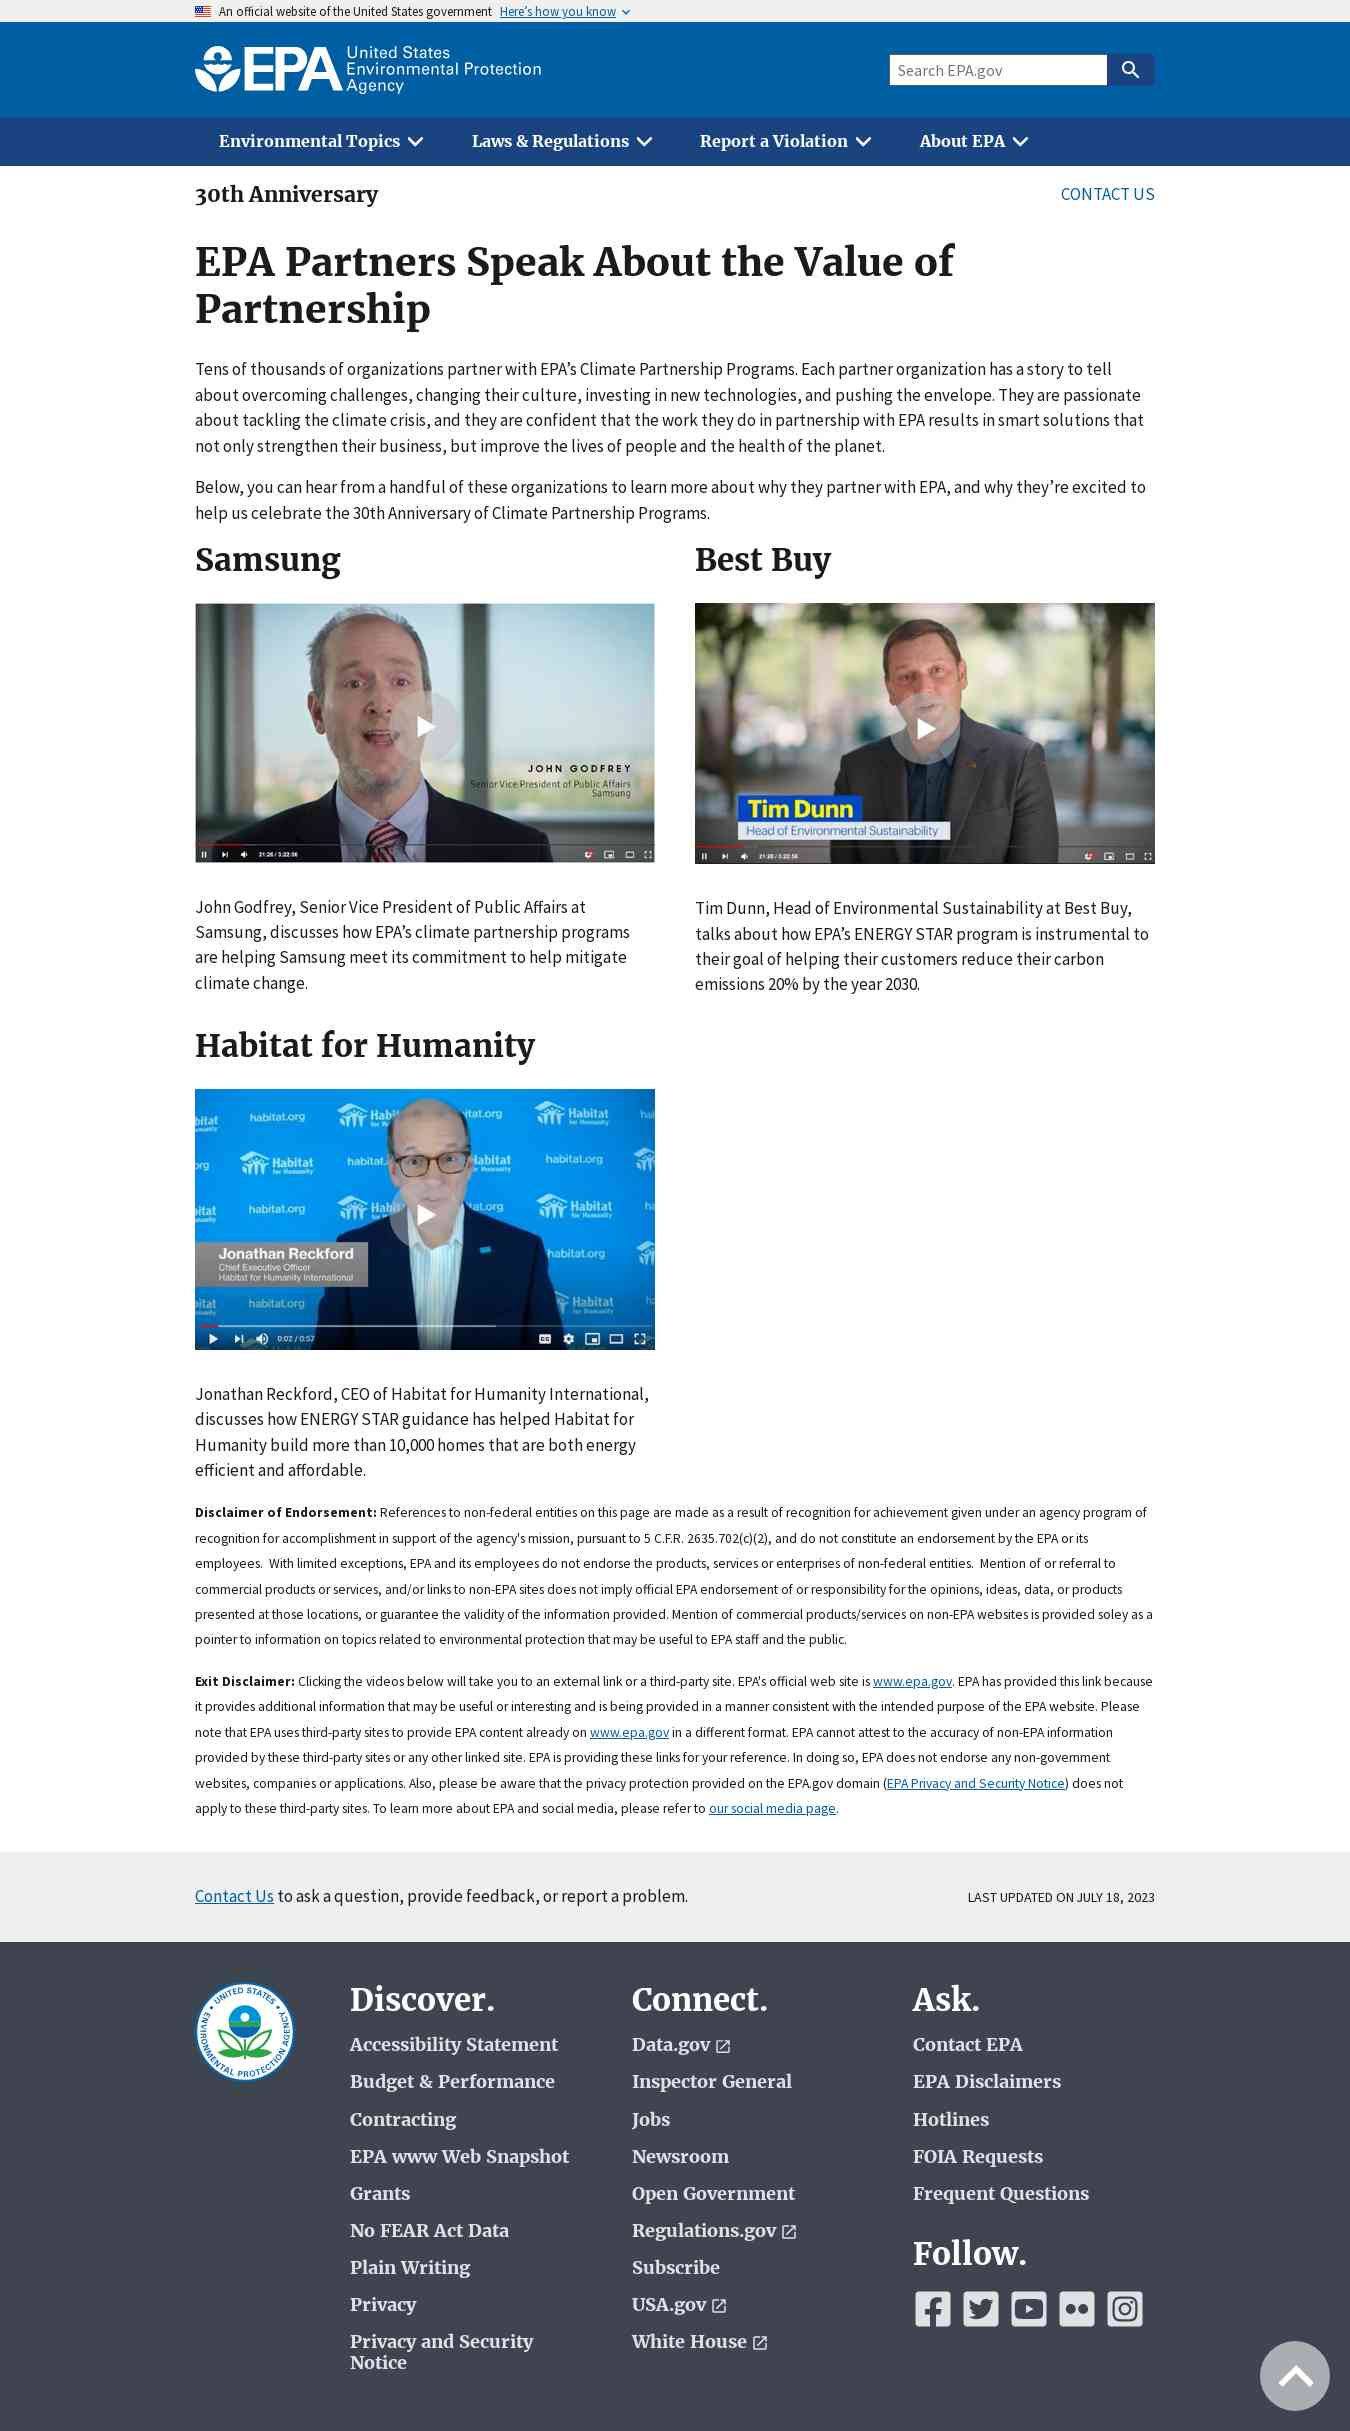 An official website of the United States government Here's how you know
EPA United States
Environmental Protection
Agency
Search EPA.gov
Environmental Topics Laws & Regulations Report a Violation About EPA
30th Anniversary CONTACT US
EPA Partners Speak About the Value of
Partnership
Tens of thousands of organizations partner with EPA’s Climate Partnership Programs. Each partner organization has a story to tell
about overcoming challenges, changing their culture, investing in new technologies, and pushing the envelope. They are passionate
about tackling the climate crisis, and they are confident that the work they do in partnership with EPA results in smart solutions that
not only strengthen their business, but improve the lives of people and the health of the planet.
Below, you can hear from a handful of these organizations to learn more about why they partner with EPA, and why they’re excited to
help us celebrate the 30th Anniversary of Climate Partnership Programs.
Samsung
JOHN GODFREY
Senior Vice President of Public Affairs
Samsung
21:26 / 3:22:56
John Godfrey, Senior Vice President of Public Affairs at
Samsung, discusses how EPA’s climate partnership programs
are helping Samsung meet its commitment to help mitigate
climate change.
Best Buy
Tim Dunn
Head of Environmental Sustainability
21:26 / 3:22:56
Tim Dunn, Head of Environmental Sustainability at Best Buy,
talks about how EPA’s ENERGY STAR program is instrumental to
their goal of helping their customers reduce their carbon
emissions 20% by the year 2030.
Habitat for Humanity
habitat.org
Habitat for Humanity
Jonathan Reckford
Chief Executive Officer
Habitat for Humanity International
0:02 / 0:57
Jonathan Reckford, CEO of Habitat for Humanity International,
discusses how ENERGY STAR guidance has helped Habitat for
Humanity build more than 10,000 homes that are both energy
efficient and affordable.
Disclaimer of Endorsement: References to non-federal entities on this page are made as a result of recognition for achievement given under an agency program of
recognition for accomplishment in support of the agency's mission, pursuant to 5 C.F.R. 2635.702(c)(2), and do not constitute an endorsement by the EPA or its
employees.  With limited exceptions, EPA and its employees do not endorse the products, services or enterprises of non-federal entities.  Mention of or referral to
commercial products or services, and/or links to non-EPA sites does not imply official EPA endorsement of or responsibility for the opinions, ideas, data, or products
presented at those locations, or guarantee the validity of the information provided. Mention of commercial products/services on non-EPA websites is provided soley as a
pointer to information on topics related to environmental protection that may be useful to EPA staff and the public.
Exit Disclaimer: Clicking the videos below will take you to an external link or a third-party site. EPA's official web site is www.epa.gov. EPA has provided this link because
it provides additional information that may be useful or interesting and is being provided in a manner consistent with the intended purpose of the EPA website. Please
note that EPA uses third-party sites to provide EPA content already on www.epa.gov in a different format. EPA cannot attest to the accuracy of non-EPA information
provided by these third-party sites or any other linked site. EPA is providing these links for your reference. In doing so, EPA does not endorse any non-government
websites, companies or applications. Also, please be aware that the privacy protection provided on the EPA.gov domain (EPA Privacy and Security Notice) does not
apply to these third-party sites. To learn more about EPA and social media, please refer to our social media page.
Contact Us to ask a question, provide feedback, or report a problem. LAST UPDATED ON JULY 18, 2023
UNITED STATES ENVIRONMENTAL PROTECTION AGENCY
Discover.
Accessibility Statement
Budget & Performance
Contracting
EPA www Web Snapshot
Grants
No FEAR Act Data
Plain Writing
Privacy
Privacy and Security
Notice
Connect.
Data.gov
Inspector General
Jobs
Newsroom
Open Government
Regulations.gov
Subscribe
USA.gov
White House
Ask.
Contact EPA
EPA Disclaimers
Hotlines
FOIA Requests
Frequent Questions
Follow.